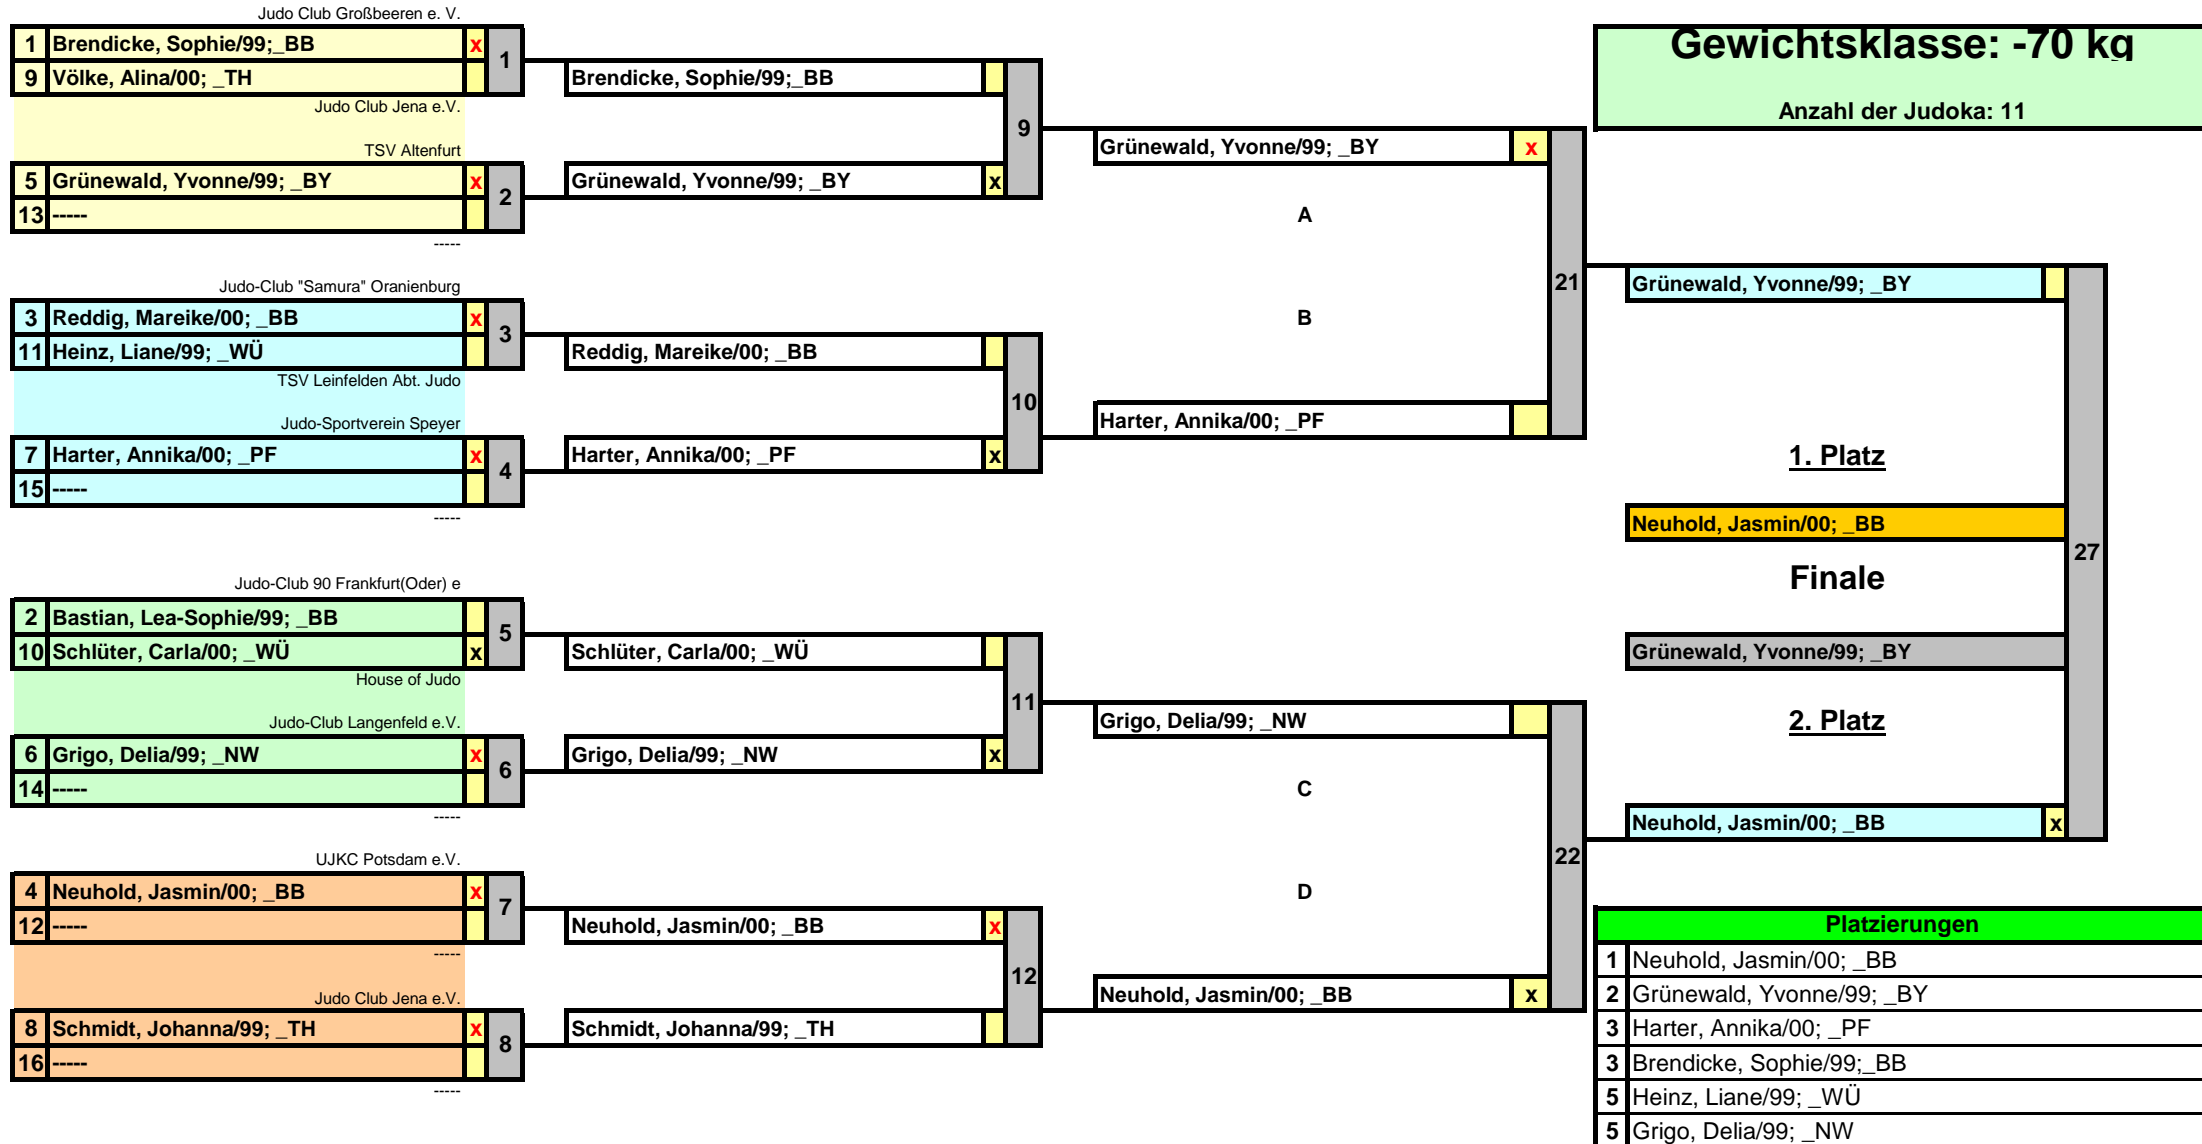 Judo Club Großbeeren e. V.
1 Brendicke, Sophie/99;_BB x
1
9 Völke, Alina/00; _TH
Judo Club Jena e.V.
TSV Altenfurt
5 Grünewald, Yvonne/99; _BY x
2
13 -----
-----
Judo-Club "Samura" Oranienburg
3 Reddig, Mareike/00; _BB x
3
11 Heinz, Liane/99; _WÜ
TSV Leinfelden Abt. Judo
Judo-Sportverein Speyer
7 Harter, Annika/00; _PF x
4
15 -----
-----
Judo-Club 90 Frankfurt(Oder) e
2 Bastian, Lea-Sophie/99; _BB
5
10 Schlüter, Carla/00; _WÜ x
House of Judo
Judo-Club Langenfeld e.V.
6 Grigo, Delia/99; _NW x
6
14 -----
-----
UJKC Potsdam e.V.
4 Neuhold, Jasmin/00; _BB x
7
12 -----
-----
Judo Club Jena e.V.
8 Schmidt, Johanna/99; _TH x
8
16 -----
-----
Brendicke, Sophie/99;_BB
9
Grünewald, Yvonne/99; _BY x
Reddig, Mareike/00; _BB
10
Harter, Annika/00; _PF x
Schlüter, Carla/00; _WÜ
11
Grigo, Delia/99; _NW x
Neuhold, Jasmin/00; _BB x
12
Schmidt, Johanna/99; _TH
Grünewald, Yvonne/99; _BY x
A
21
B
Harter, Annika/00; _PF
Grigo, Delia/99; _NW
C
22
D
Neuhold, Jasmin/00; _BB x
Gewichtsklasse: -70 kg
Anzahl der Judoka: 11
Grünewald, Yvonne/99; _BY
1. Platz
Neuhold, Jasmin/00; _BB
27
Finale
Grünewald, Yvonne/99; _BY
2. Platz
Neuhold, Jasmin/00; _BB x
Platzierungen
1 Neuhold, Jasmin/00; _BB
2 Grünewald, Yvonne/99; _BY
3 Harter, Annika/00; _PF
3 Brendicke, Sophie/99;_BB
5 Heinz, Liane/99; _WÜ
5 Grigo, Delia/99; _NW